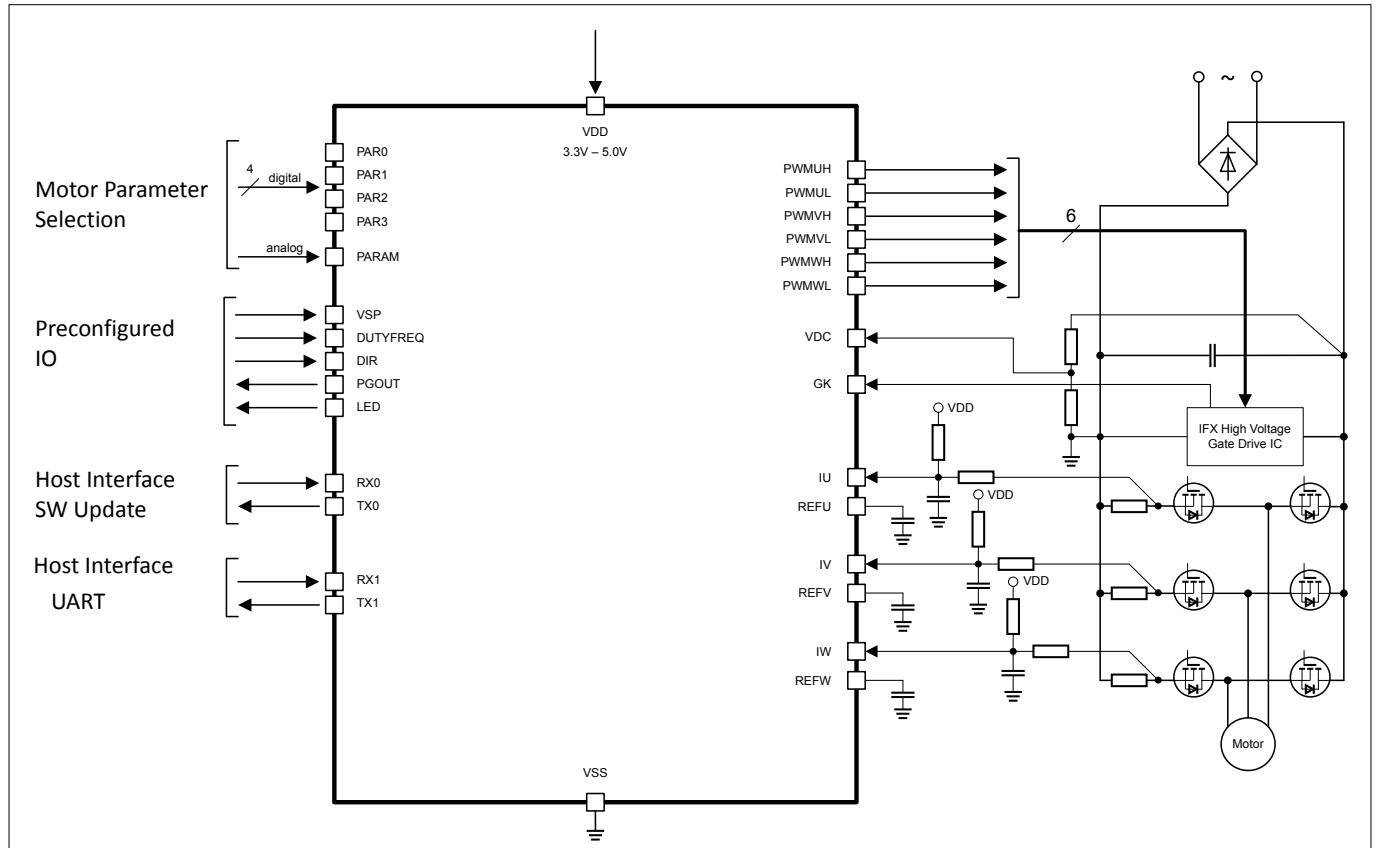 ~
VDD
3.3V – 5.0V
Motor Parameter
Selection
4
digital
analog
PAR0
PAR1
PAR2
PAR3
PARAM
Preconfigured
IO
VSP
DUTYFREQ
DIR
PGOUT
LED
Host Interface
SW Update
RX0
TX0
Host Interface
UART
RX1
TX1
PWMUH
PWMUL
PWMVH
PWMVL
PWMWH
PWMWL
6
VDC
GK
IFX High Voltage
Gate Drive IC
VDD
IU
REFU
VDD
IV
REFV
VDD
IW
REFW
Motor
VSS